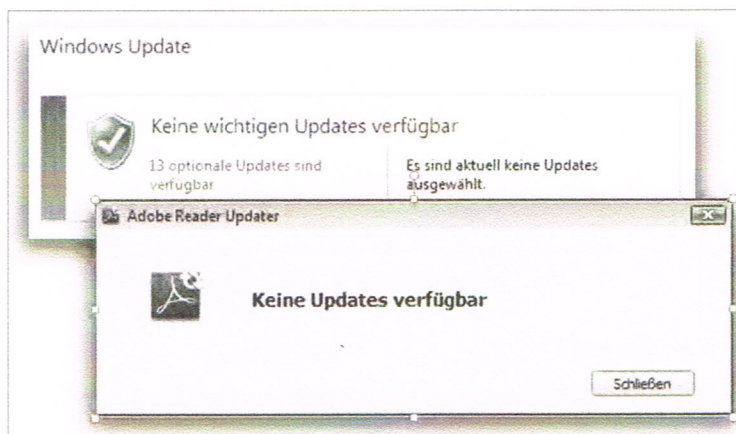 Windows Update
Keine wichtigen Updates verfügbar
13 optionale Updates sind
verfügbar
Es sind aktuell keine Updates
ausgewählt.
Adobe Reader Updater
Keine Updates verfügbar
Schließen